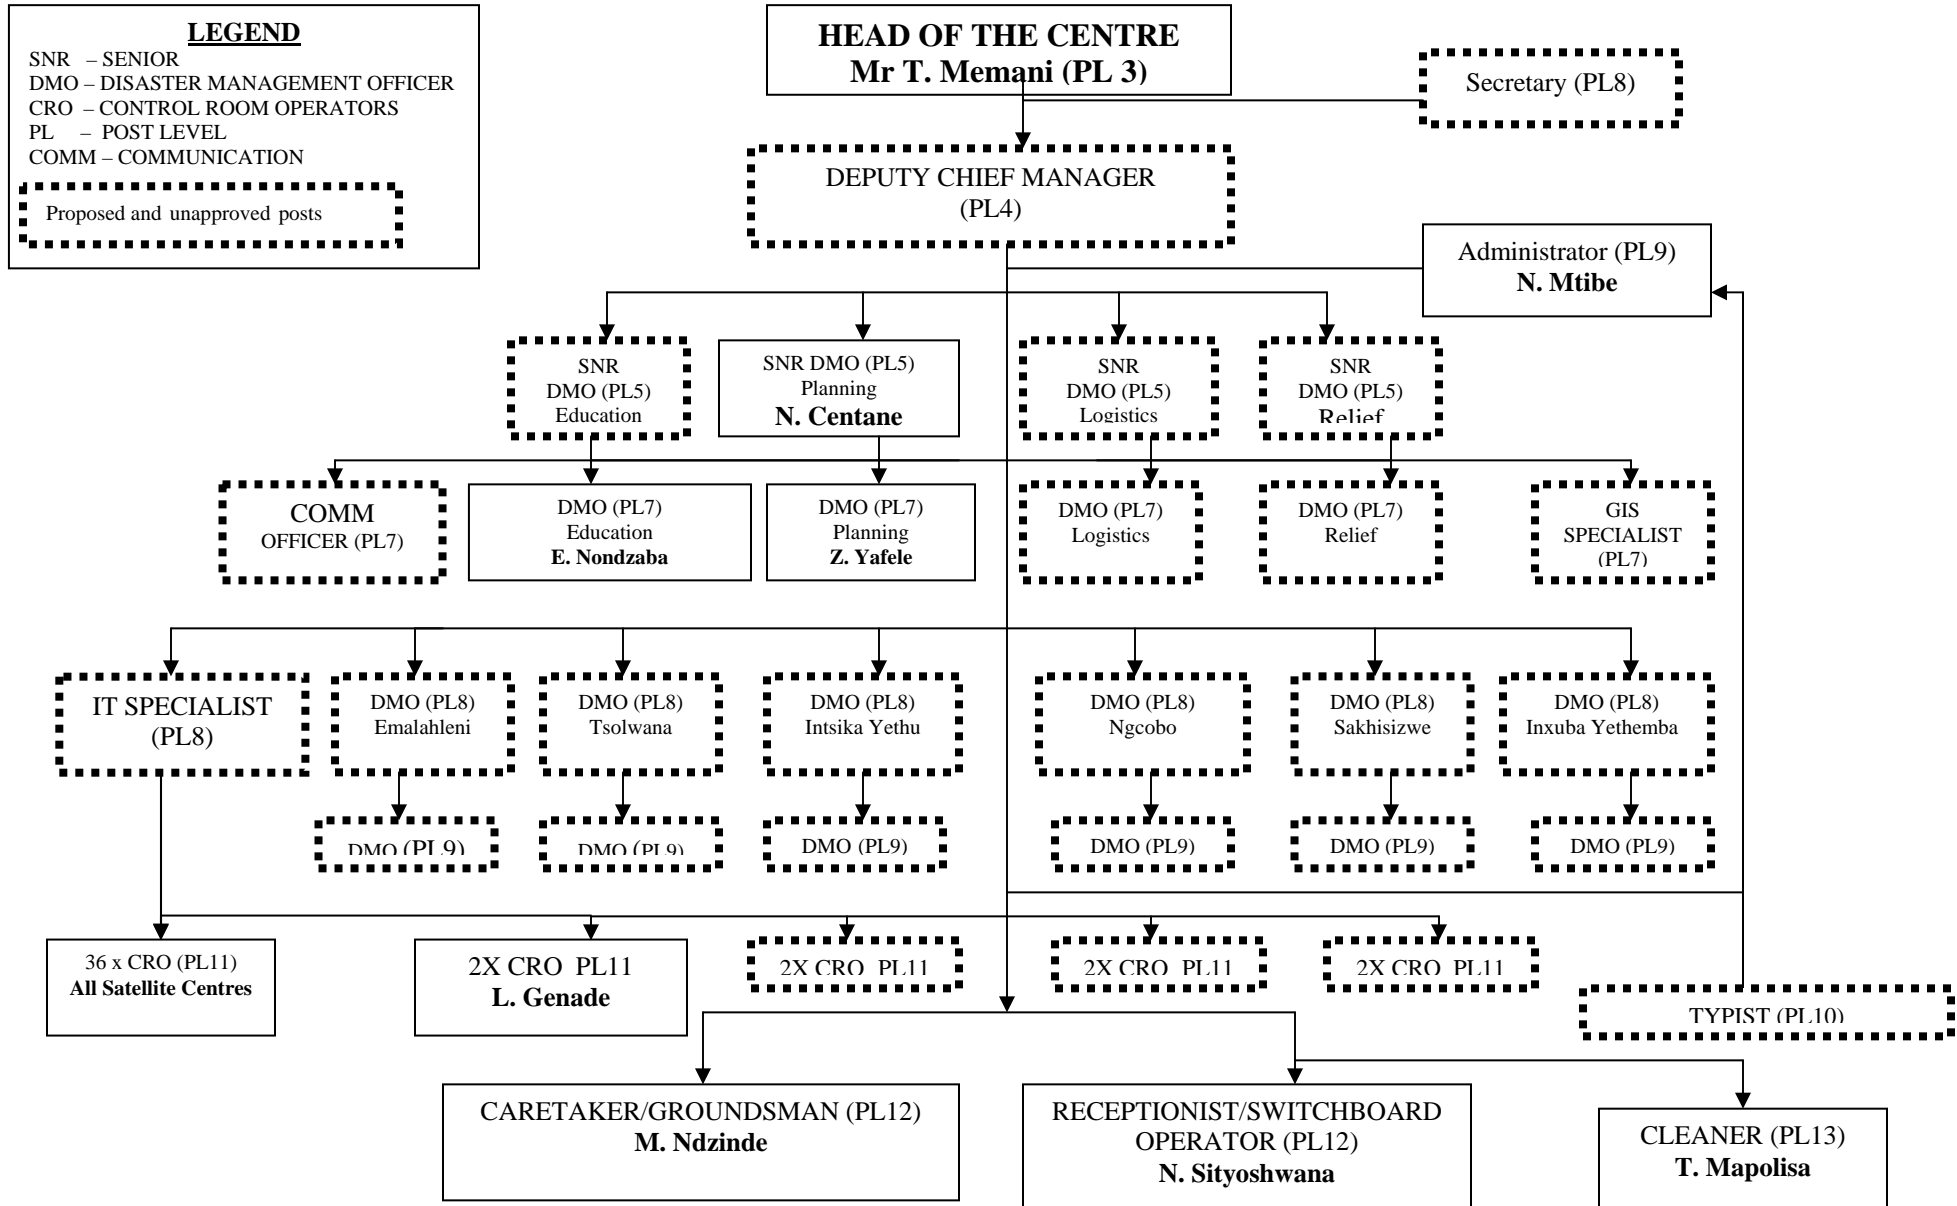 LEGEND
SNR – SENIOR
DMO – DISASTER MANAGEMENT OFFICER
CRO – CONTROL ROOM OPERATORS
PL – POST LEVEL
COMM – COMMUNICATION
Proposed and unapproved posts
HEAD OF THE CENTRE
Mr T. Memani (PL 3)
Secretary (PL8)
DEPUTY CHIEF MANAGER
(PL4)
Administrator (PL9)
N. Mtibe
SNR
DMO (PL5)
Education
SNR DMO (PL5)
Planning
N. Centane
SNR
DMO (PL5)
Logistics
SNR
DMO (PL5)
Relief
COMM
OFFICER (PL7)
DMO (PL7)
Education
E. Nondzaba
DMO (PL7)
Planning
Z. Yafele
DMO (PL7)
Logistics
DMO (PL7)
Relief
GIS
SPECIALIST
(PL7)
IT SPECIALIST
(PL8)
DMO (PL8)
Emalahleni
DMO (PL8)
Tsolwana
DMO (PL8)
Intsika Yethu
DMO (PL8)
Ngcobo
DMO (PL8)
Sakhisizwe
DMO (PL8)
Inxuba Yethemba
DMO (PL9)
DMO (PL9)
DMO (PL9)
DMO (PL9)
DMO (PL9)
DMO (PL9)
36 x CRO (PL11)
All Satellite Centres
2X CRO PL11
L. Genade
2X CRO PL11
2X CRO PL11
2X CRO PL11
TYPIST (PL10)
CARETAKER/GROUNDSMAN (PL12)
M. Ndzinde
RECEPTIONIST/SWITCHBOARD
OPERATOR (PL12)
N. Sityoshwana
CLEANER (PL13)
T. Mapolisa